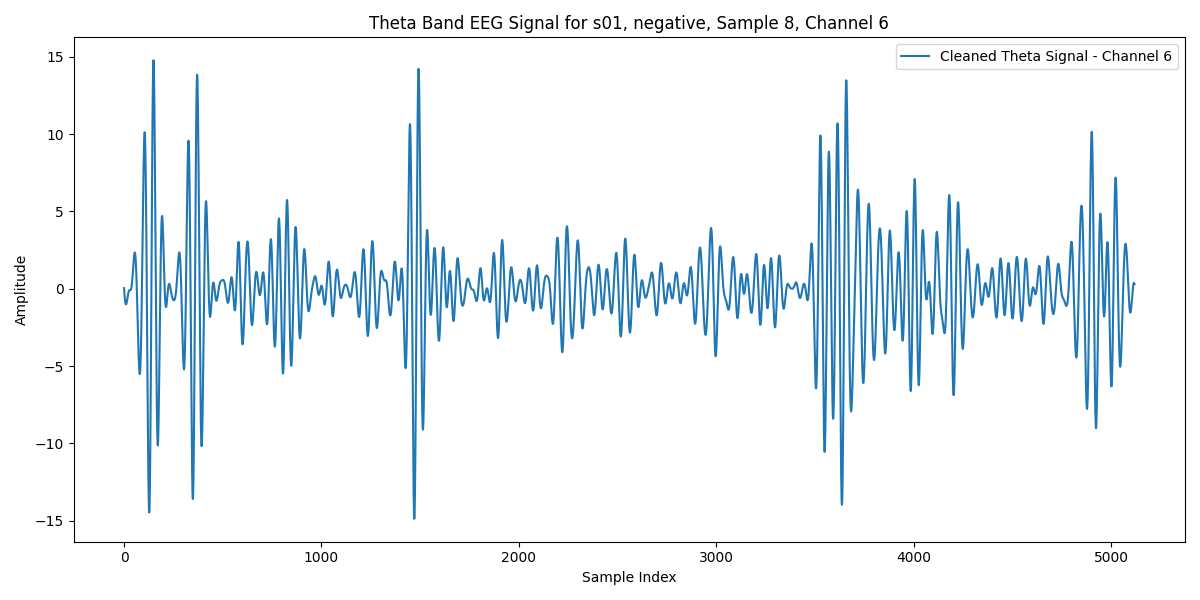 Theta Band EEG Signal for s01, negative, Sample 8, Channel 6
Cleaned Theta Signal - Channel 6
15
10
5
0
−5
−10
−15
Amplitude
0 1000 2000 3000 4000 5000
Sample Index